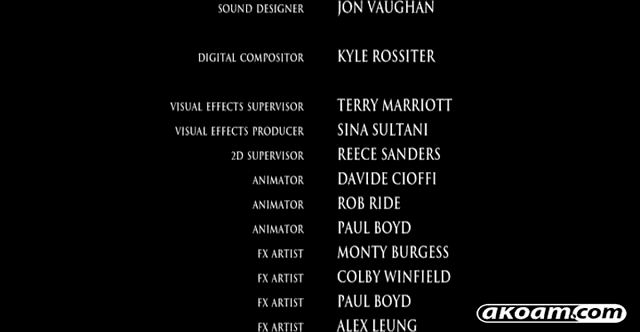 SOUND DESIGNER JON VAUGHAN
DIGITAL COMPOSITOR KYLE ROSSITER
VISUAL EFFECTS SUPERVISOR TERRY MARRIOTT
VISUAL EFFECTS PRODUCER SINA SULTANI
2D SUPERVISOR REECE SANDERS
ANIMATOR DAVIDE CIOFFI
ANIMATOR ROB RIDE
ANIMATOR PAUL BOYD
FX ARTIST MONTY BURGESS
FX ARTIST COLBY WINFIELD
FX ARTIST PAUL BOYD
FX ARTIST ALEX LEUNG
akoam.com